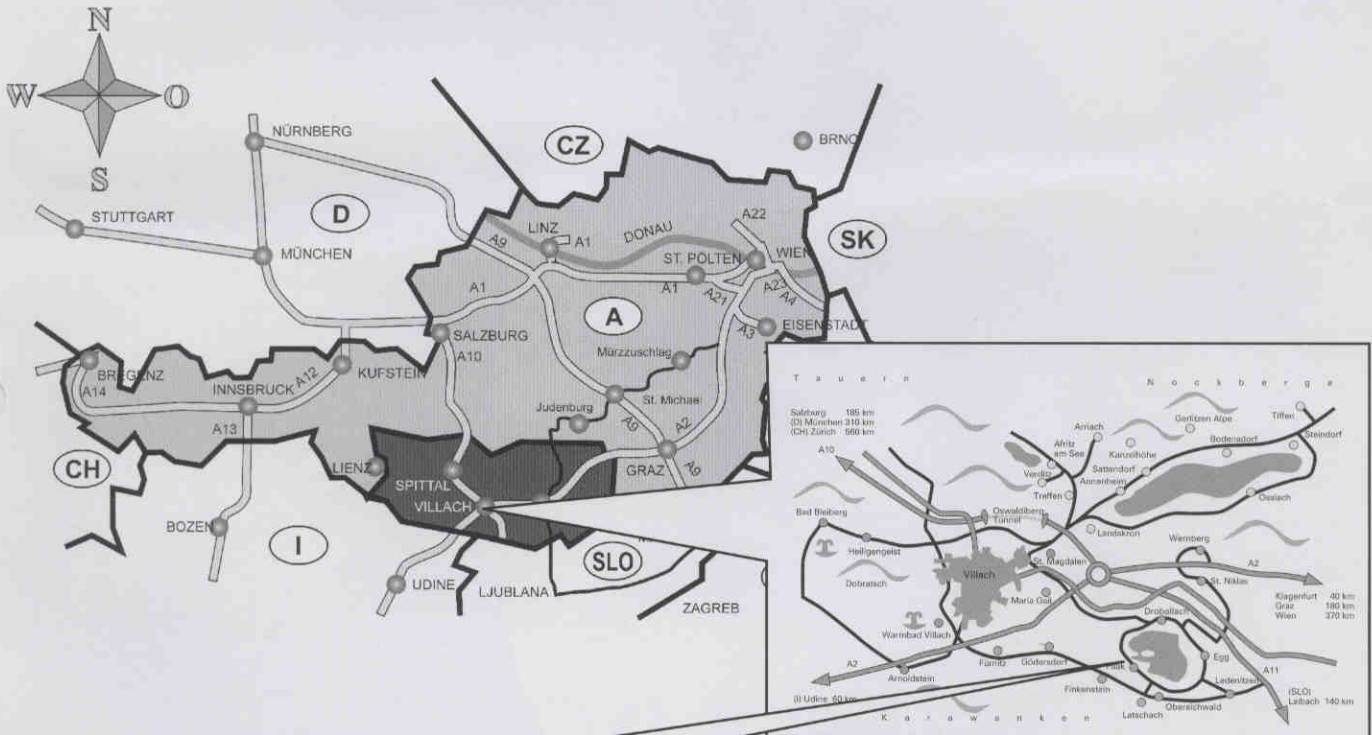 N
W O
S
NÜRNBERG
CZ
BRNO
STUTTGART
D
MÜNCHEN
LINZ
A1
A9
DONAU
A22
WIEN
SK
ST. PÖLTEN
A1
A21
A23
A4
A1
A
A3
EISENSTADT
SALZBURG
A10
Mürzzuschlag
BREGENZ
A14
INNSBRUCK
A12
KUFSTEIN
A13
St. Michael
Judenburg
A9
A2
GRAZ
A9
CH
LIENZ
SPITTAL
VILLACH
BOZEN
I
SLO
UDINE
LJUBLANA
ZAGREB
Tauern
Nockberge
Salzburg 185 km
(D) München 310 km
(CH) Zürich 560 km
A10
Gerlitzen Alpe
Tiffen
Arriach
Afritz
am See
Kanzelhöhe
Bodensdorf
Steindorf
Verditz
Sattendorf
Annenheim
Treffen
Ossiach
Bad Bleiberg
Oswaldiberg
Tunnel
Landskron
Heiligengeist
Wernberg
St. Magdalen
Dobratsch
Villach
A2
St. Niklas
Maria Gail
Klagenfurt 40 km
Graz 180 km
Wien 370 km
Drobollach
Warmbad Villach
A2
Fürnitz
Gödersdorf
Egg
Arnoldstein
Faak
Finkenstein
Ledenitzen
A11
(I) Udine 60 km
Latschach
Oberaichwald
(SLO)
Laibach 140 km
Karawanken